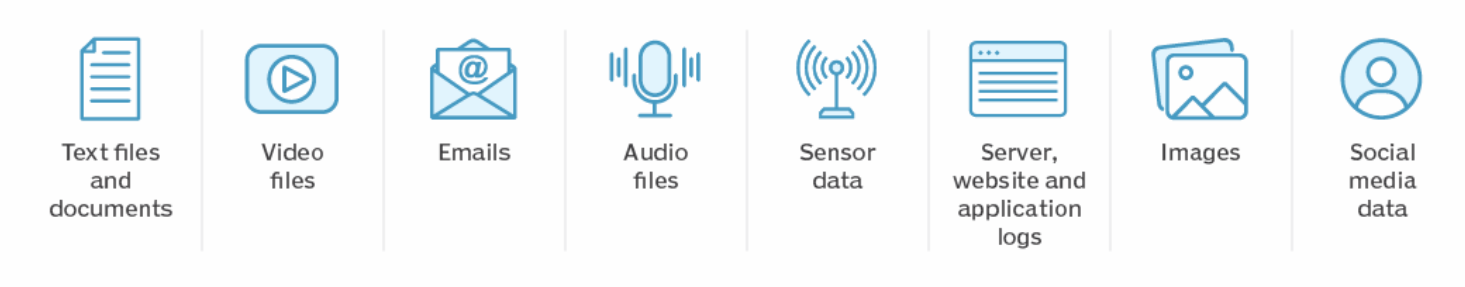 Text files
and
documents
Video
files
@
Emails
Audio
files
Sensor
data
Server,
website and
application
logs
Images
Social
media
data